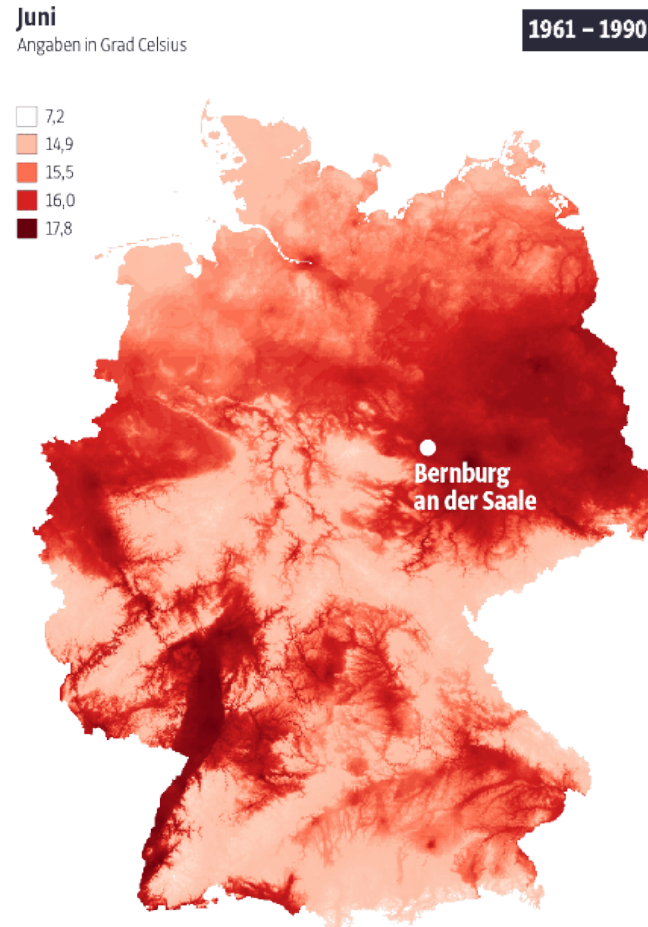 Juni
Angaben in Grad Celsius
1961 – 1990
7,2
14,9
15,5
16,0
17,8
Bernburg
an der Saale